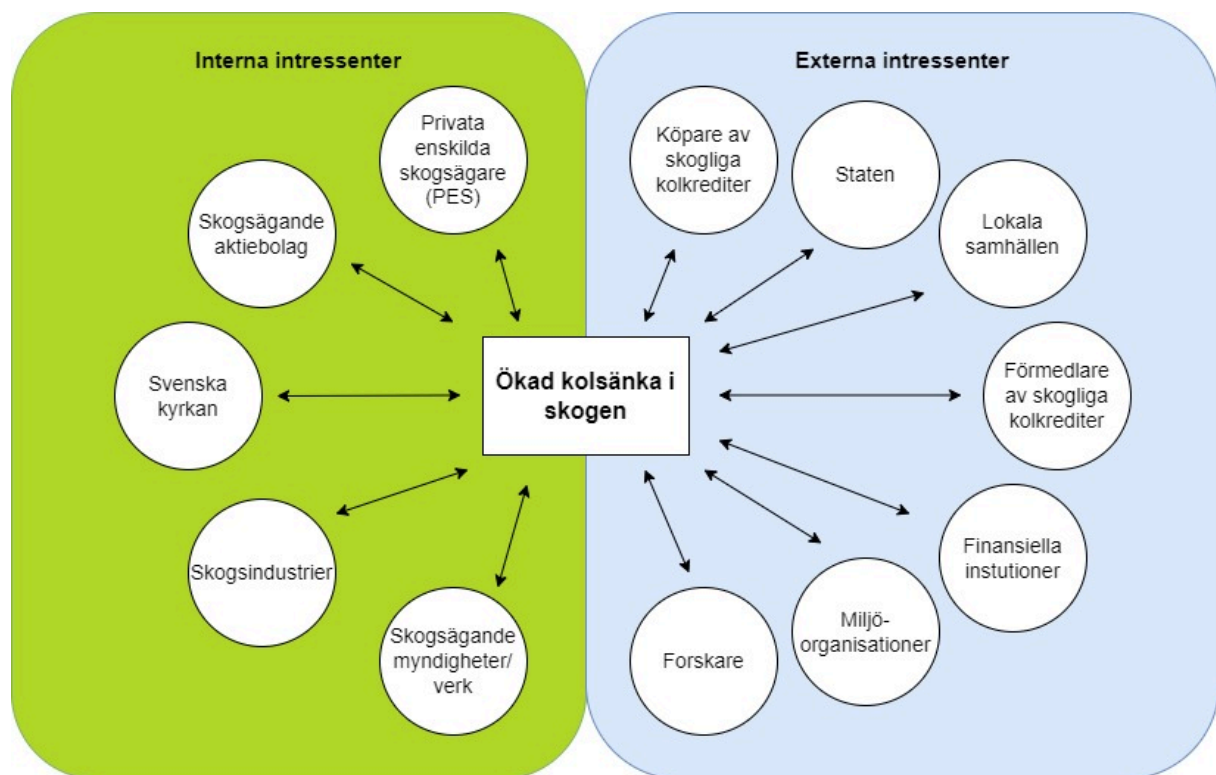 Interna intressenter
Privata
enskilda
skogsägare
(PES)
Skogsägande
aktiebolag
Svenska
kyrkan
Skogsindustrier
Skogsägande
myndigheter/
verk
Ökad kolsänka i
skogen
Externa intressenter
Köpare av
skogliga
kolkrediter
Staten
Lokala
samhällen
Förmedlare
av skogliga
kolkrediter
Finansiella
instutioner
Miljö-
organisationer
Forskare